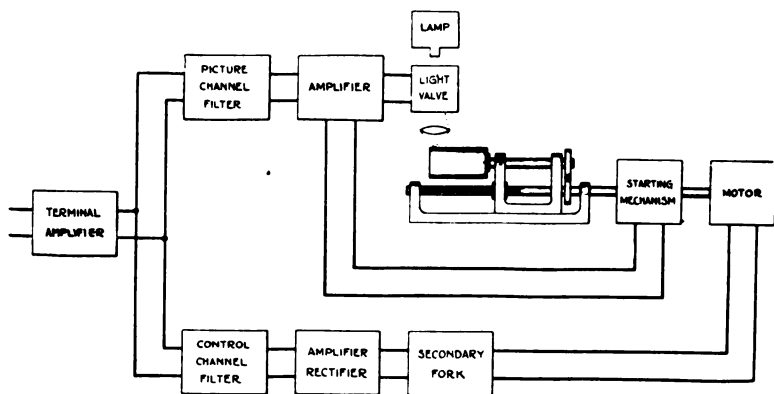 LAMP
PICTURE
CHANNEL
FILTER
AMPLIFIER
LIGHT
VALVE
TERMINAL
AMPLIFIER
STARTING
MECHANISM
MOTOR
CONTROL
CHANNEL
FILTER
AMPLIFIER
RECTIFIER
SECONDARY
FORK